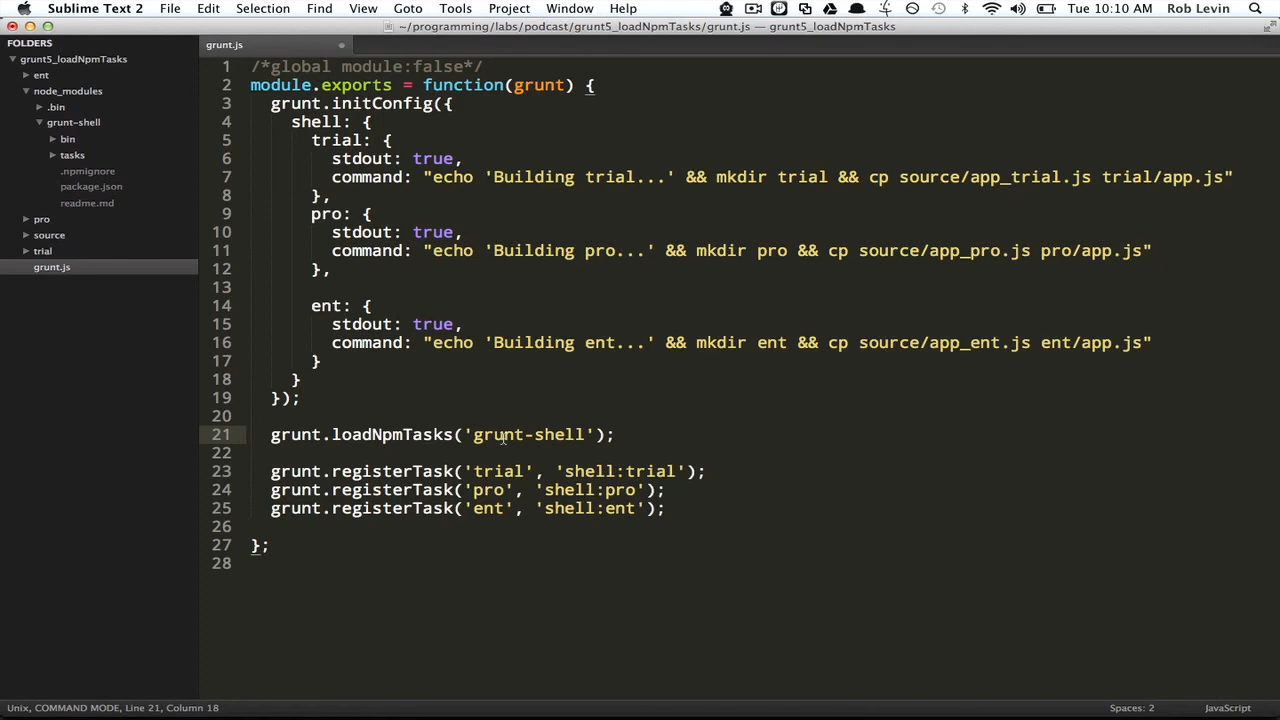 Sublime Text 2 File Edit Selection Find View Goto Tools Project Window Help Tue 10:10 AM Rob Levin
~/programming/labs/podcast/grunt5_loadNpmTasks/grunt.js — grunt5_loadNpmTasks
FOLDERS
grunt5_loadNpmTasks
ent
node_modules
.bin
grunt-shell
bin
tasks
.npmignore
package.json
readme.md
pro
source
trial
grunt.js
grunt.js
1 /*global module:false*/
2 module.exports = function(grunt) {
3 grunt.initConfig({
4 shell: {
5 trial: {
6 stdout: true,
7 command: "echo 'Building trial...' && mkdir trial && cp source/app_trial.js trial/app.js"
8 },
9 pro: {
10 stdout: true,
11 command: "echo 'Building pro...' && mkdir pro && cp source/app_pro.js pro/app.js"
12 },
13
14 ent: {
15 stdout: true,
16 command: "echo 'Building ent...' && mkdir ent && cp source/app_ent.js ent/app.js"
17 }
18 }
19 });
20
21 grunt.loadNpmTasks('grunt-shell');
22
23 grunt.registerTask('trial', 'shell:trial');
24 grunt.registerTask('pro', 'shell:pro');
25 grunt.registerTask('ent', 'shell:ent');
26
27 };
28
Unix, COMMAND MODE, Line 21, Column 18 Spaces: 2 JavaScript